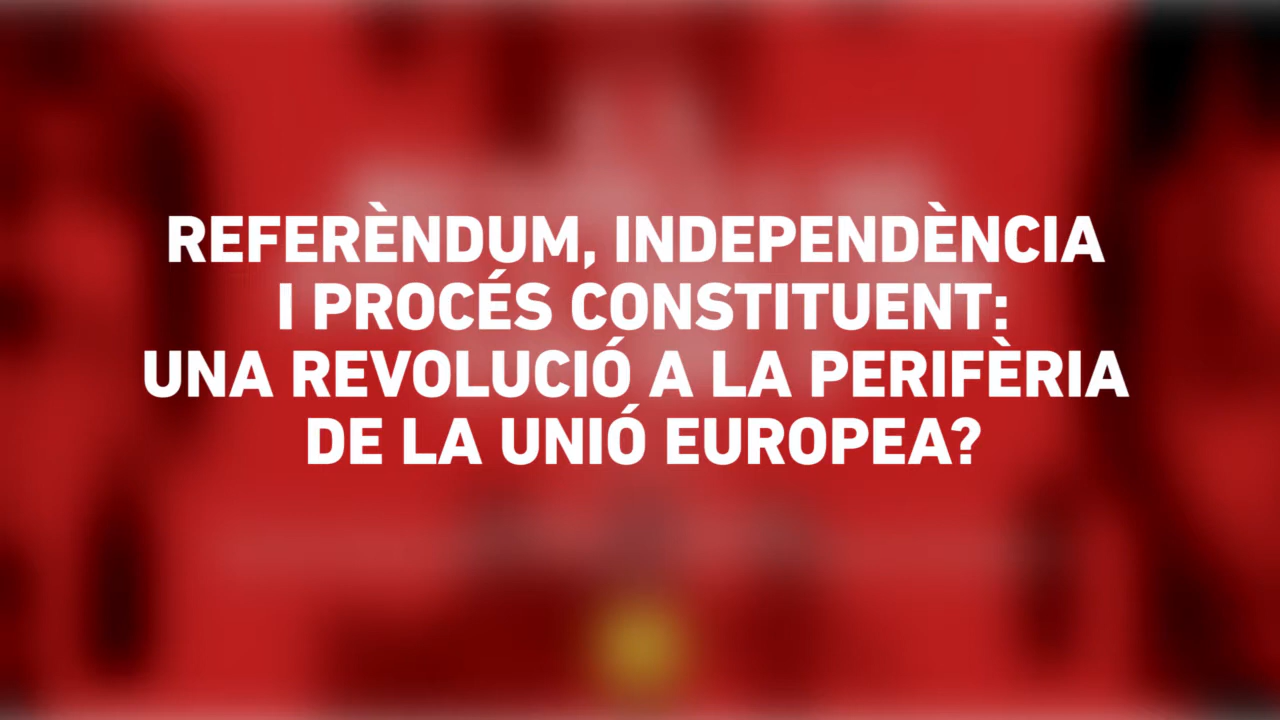 REFERÈNDUM, INDEPENDÈNCIA
I PROCÉS CONSTITUENT:
UNA REVOLUCIÓ A LA PERIFÈRIA
DE LA UNIÓ EUROPEA?